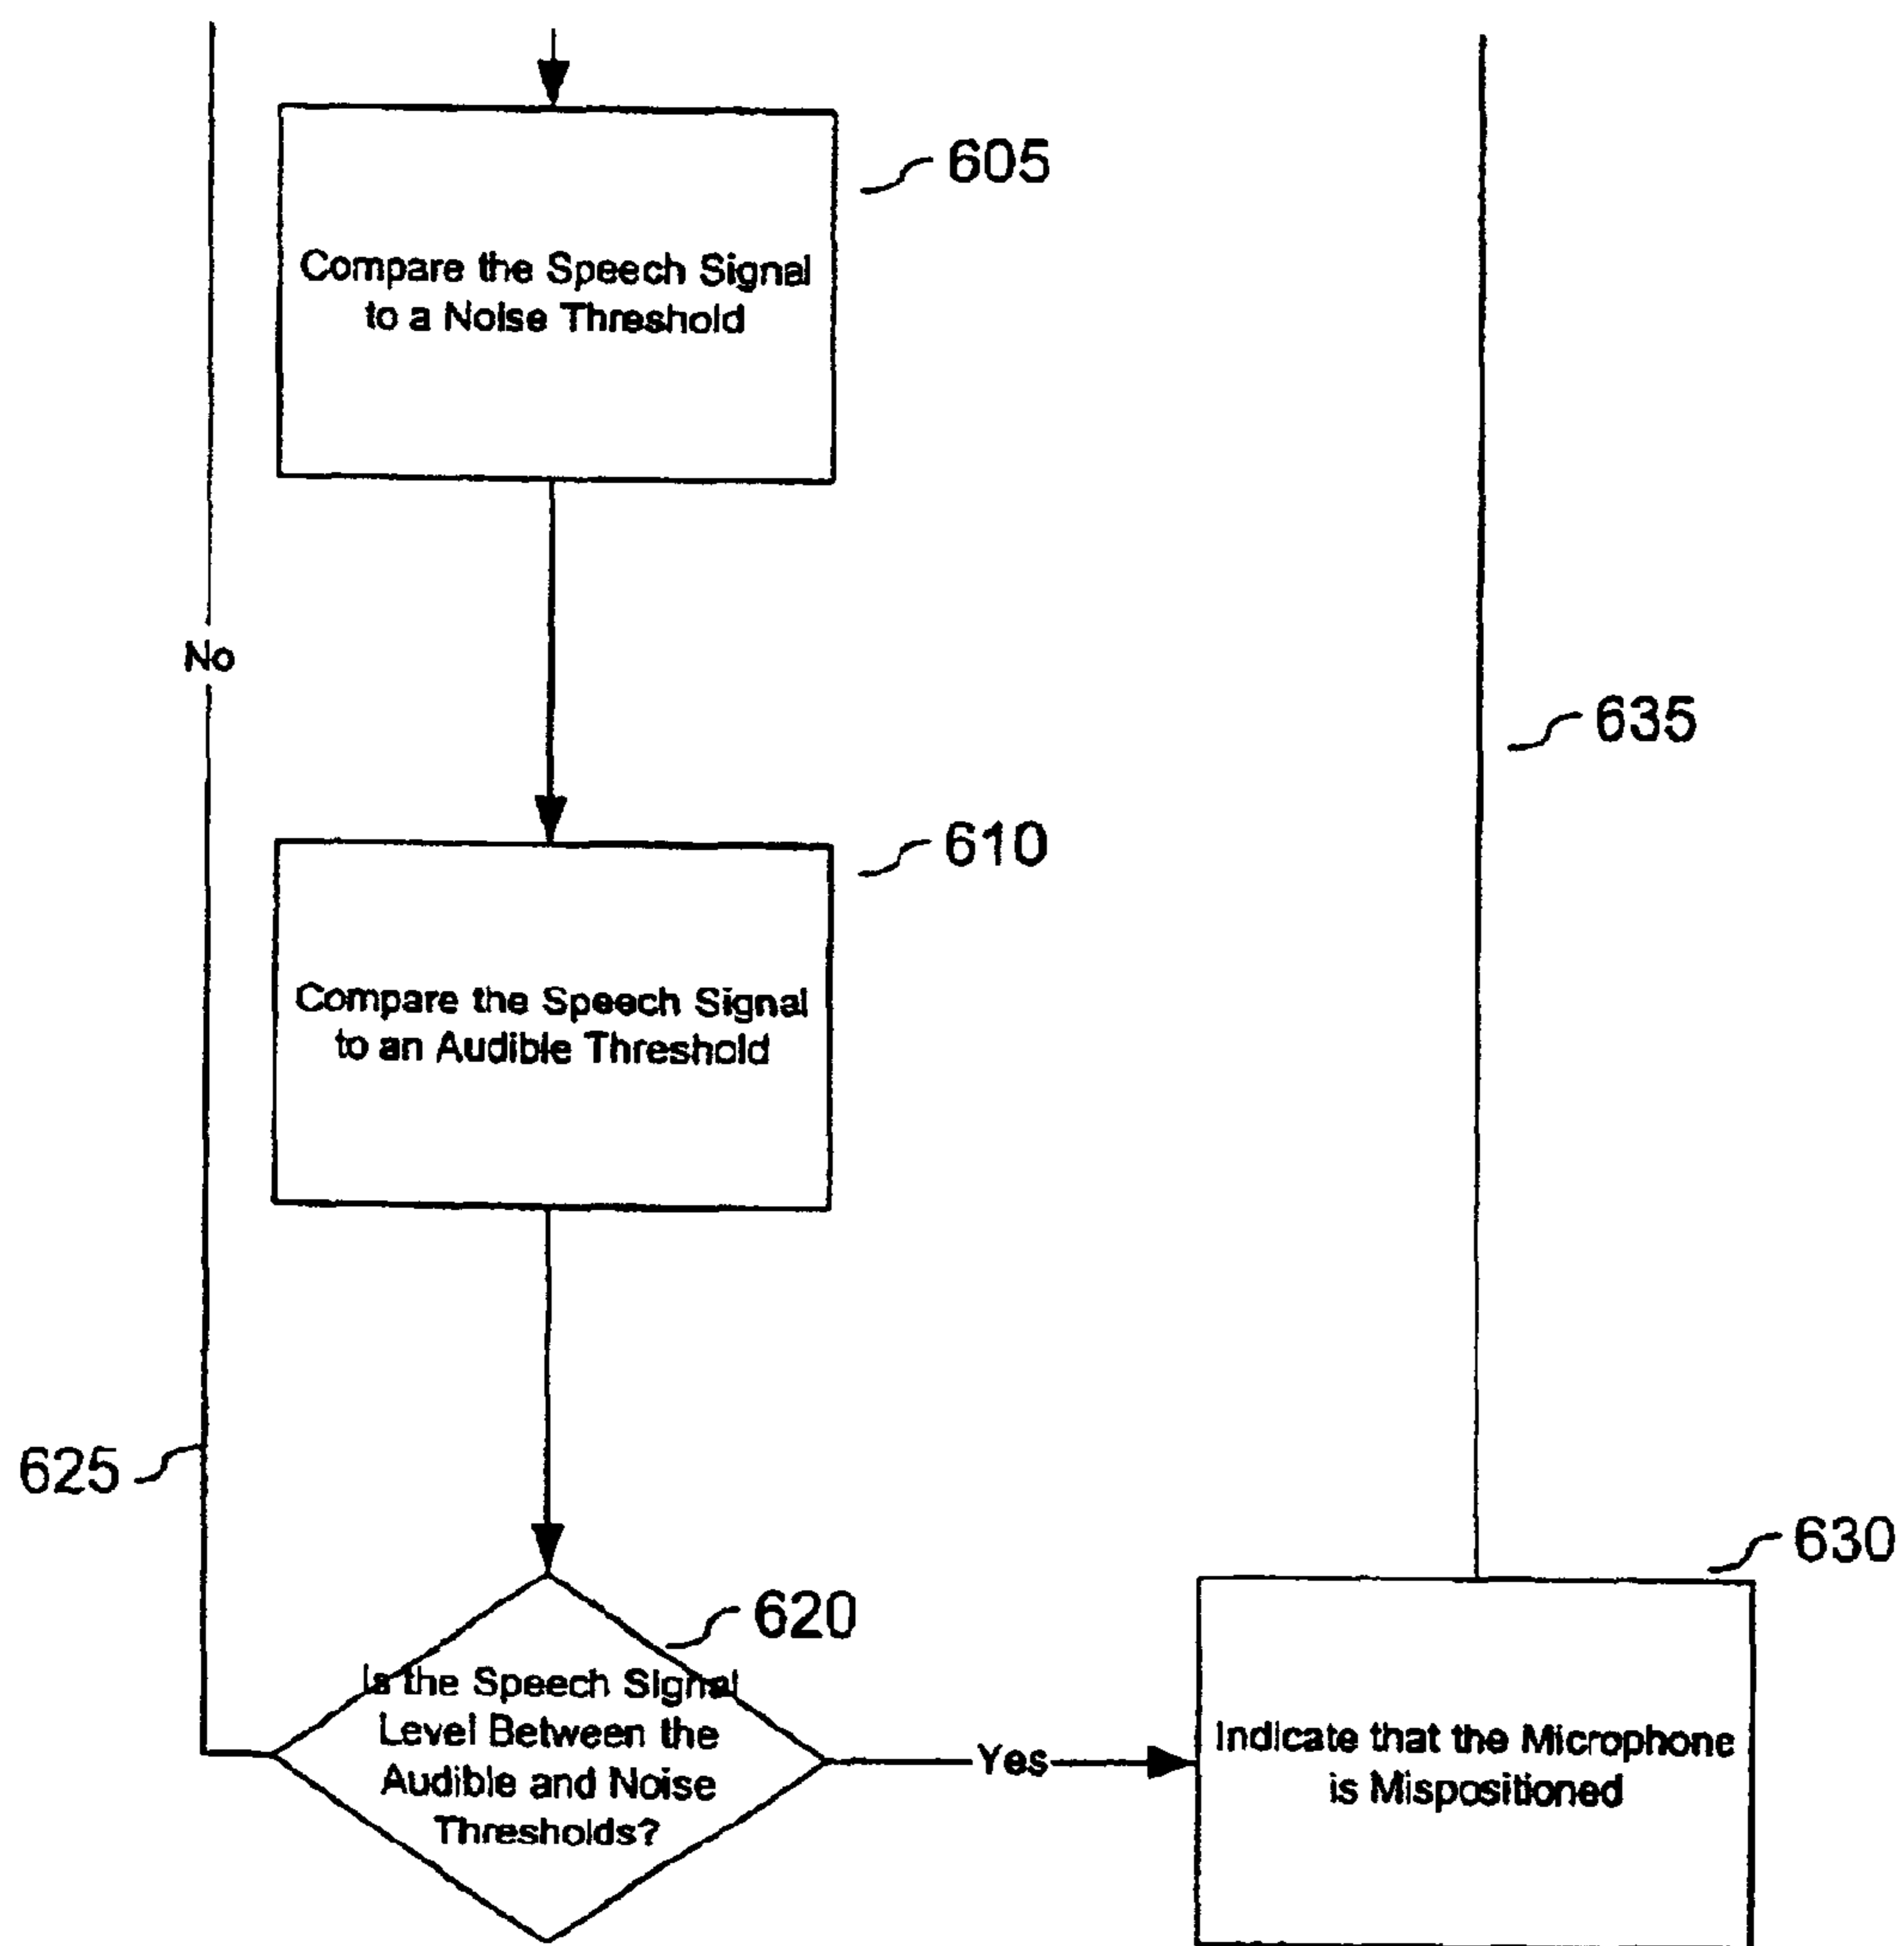 605
Compare the Speech Signal
to a Noise Threshold
No
635
610
Compare the Speech Signal
to an Audible Threshold
625
630
620
Is the Speech Signal
Level Between the
Audible and Noise
Thresholds?
Yes
Indicate that the Microphone
is Mispositioned